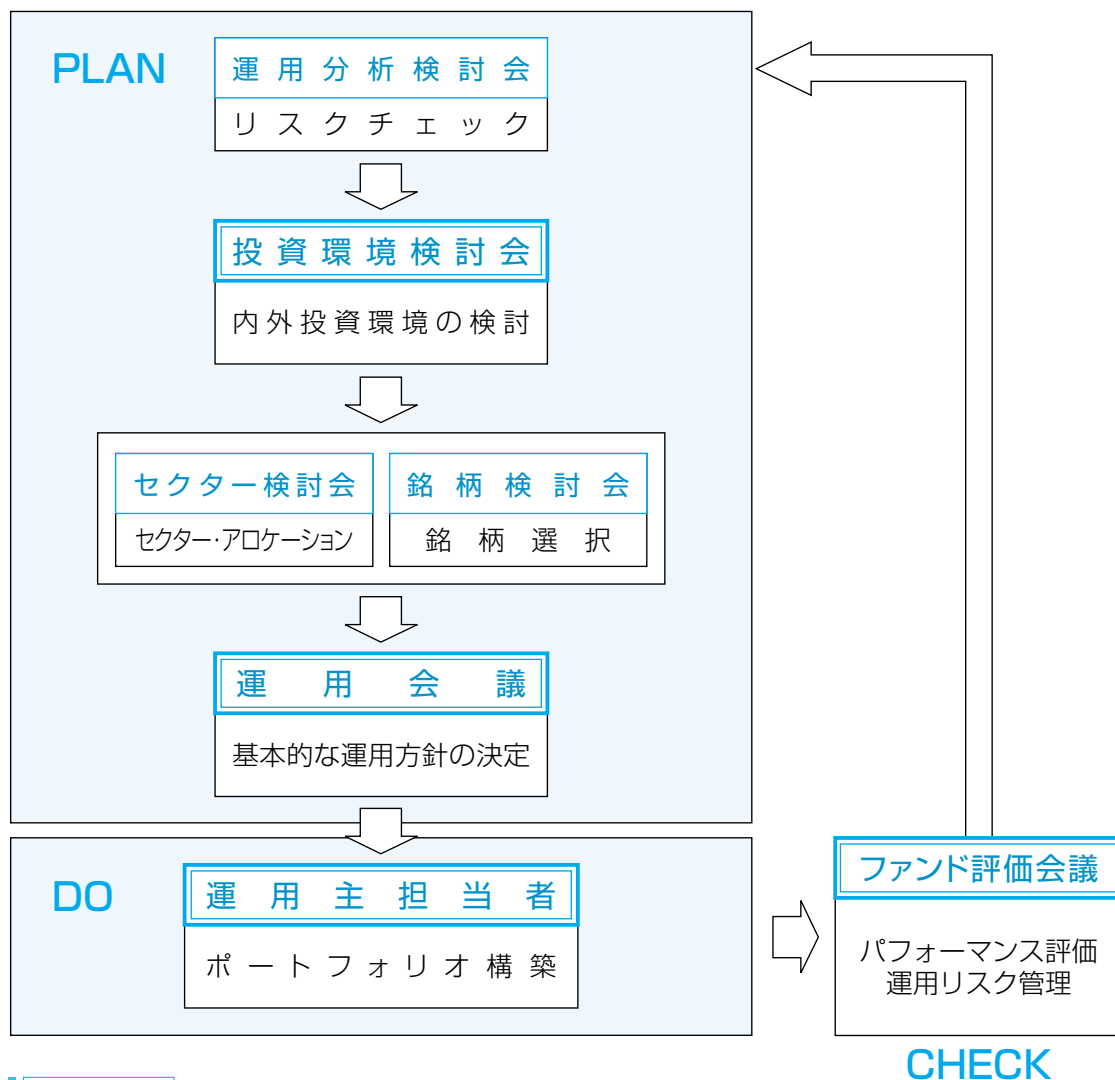 PLAN
運用分析検討会
リスクチェック
投資環境検討会
内外投資環境の検討
セクター検討会
セクター・アロケーション
銘柄検討会
銘柄選択
運用会議
基本的な運用方針の決定
DO
運用主担当者
ポートフォリオ構築
ファンド評価会議
パフォーマンス評価
運用リスク管理
CHECK